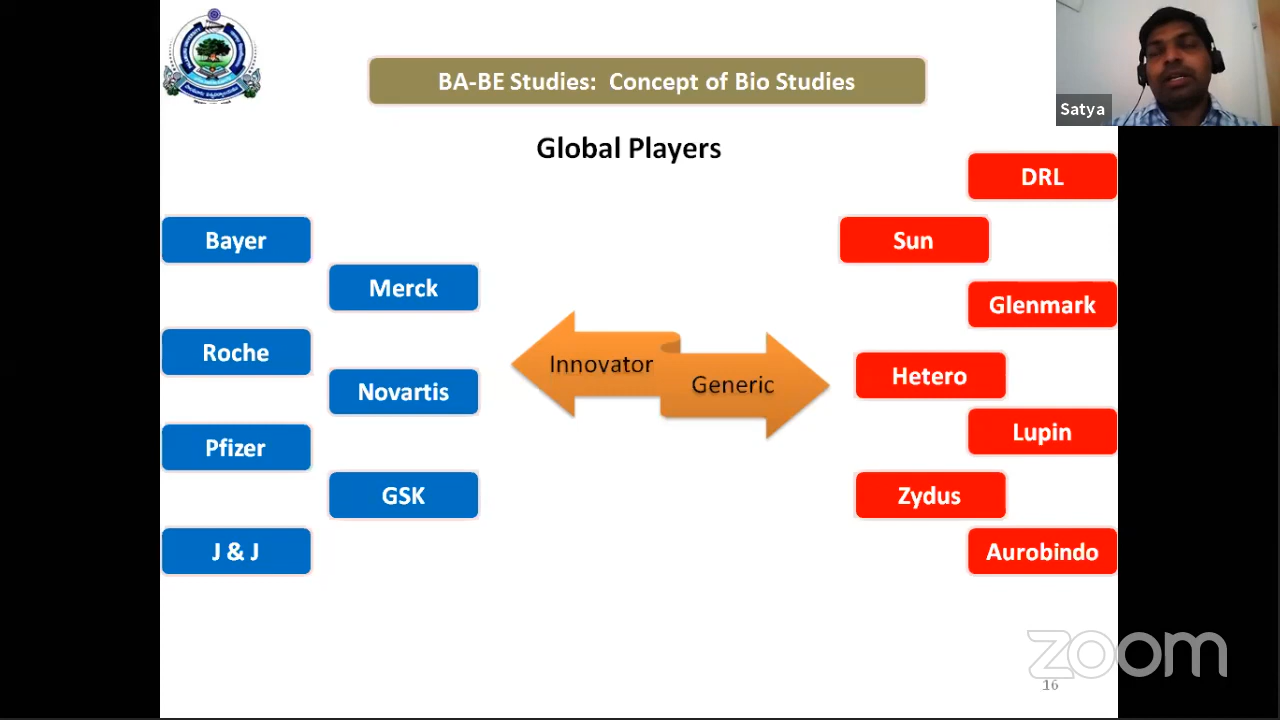 BA-BE Studies: Concept of Bio Studies
Satya
Global Players
DRL
Bayer
Sun
Merck
Glenmark
Roche
Innovator
Generic
Hetero
Novartis
Lupin
Pfizer
GSK
Zydus
J & J
Aurobindo
zoom
16